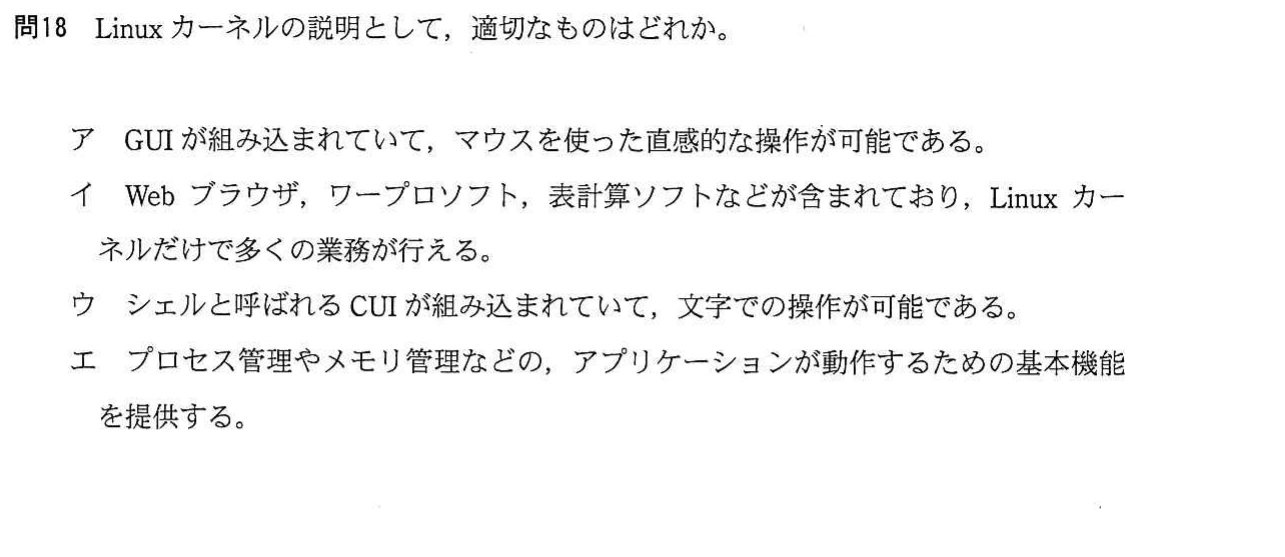 問18 Linux カーネルの説明として，適切なものはどれか。
ア GUI が組み込まれていて，マウスを使った直感的な操作が可能である。
イ Web ブラウザ，ワープロソフト，表計算ソフトなどが含まれており，Linux カー
ネルだけで多くの業務が行える。
ウ シェルと呼ばれる CUI が組み込まれていて，文字での操作が可能である。
エ プロセス管理やメモリ管理などの，アプリケーションが動作するための基本機能
を提供する。